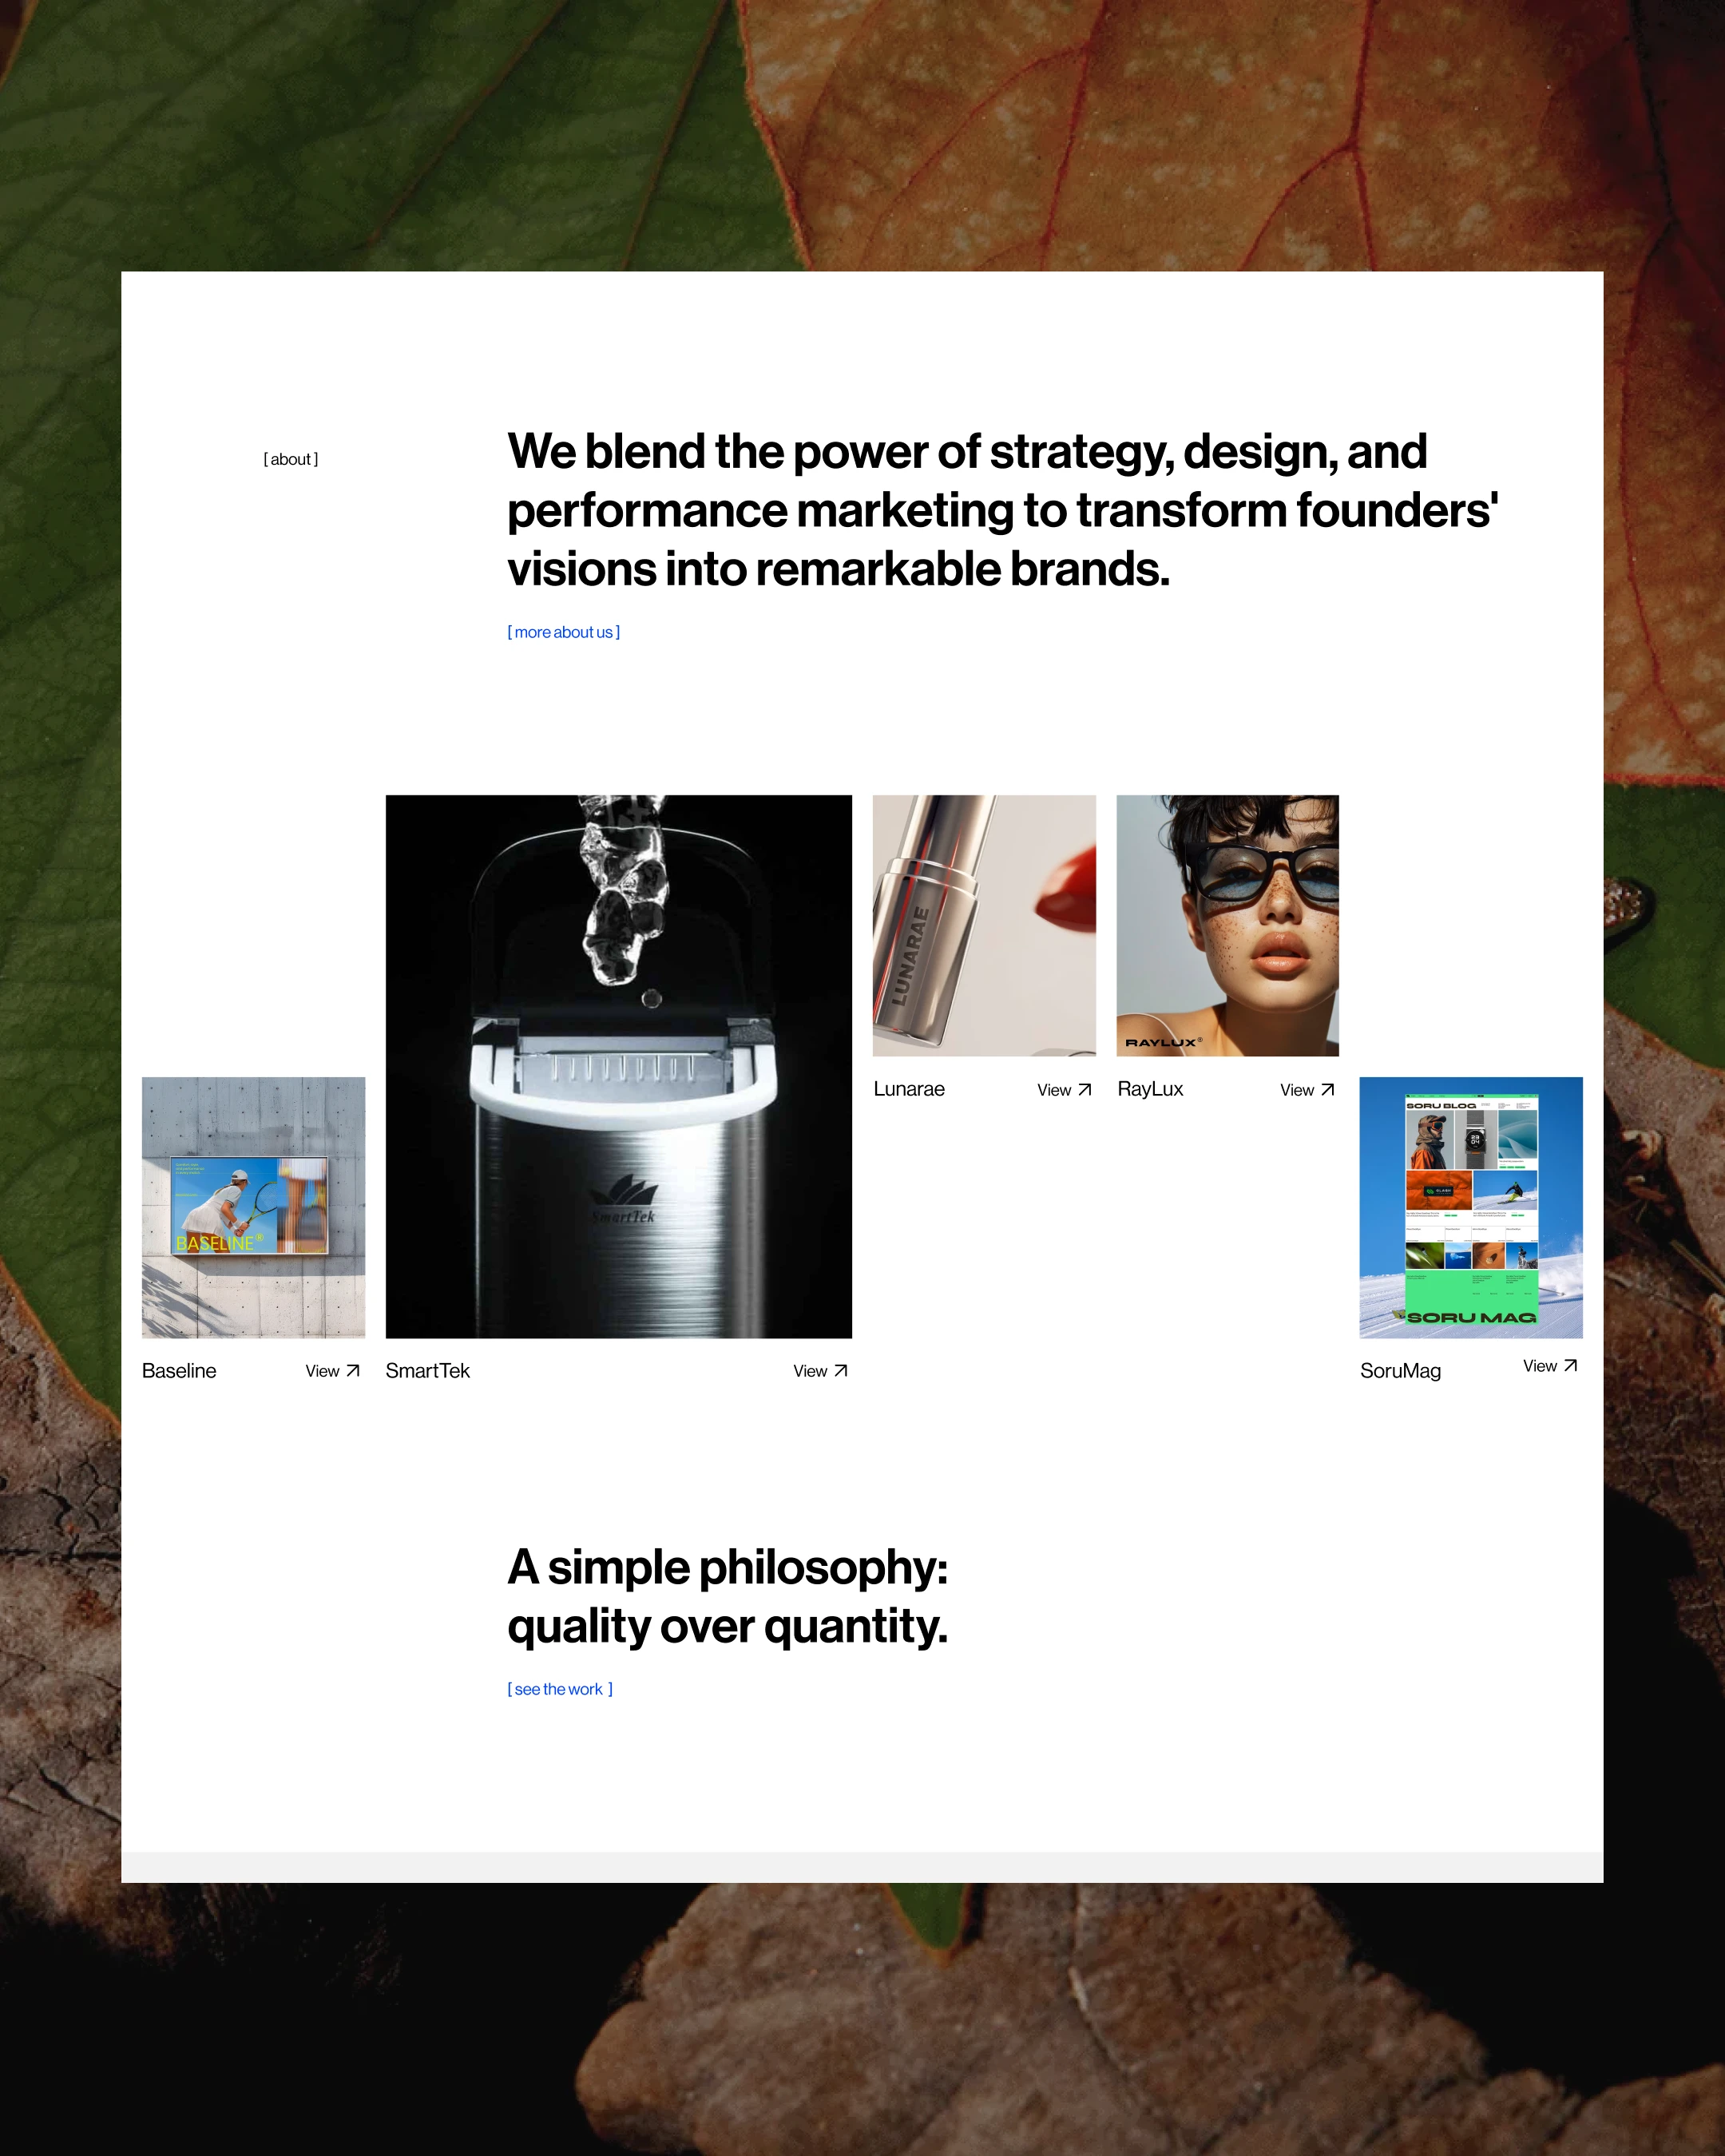 [ about ]
We blend the power of strategy, design, and
performance marketing to transform founders'
visions into remarkable brands.
[ more about us ]
LUNARAE
RAYLUX®
Lunarae
View
RayLux
View
BASELINE®
SmartTek
SORU BLOG
SORU MAG
Baseline
View
SmartTek
View
SoruMag
View
A simple philosophy:
quality over quantity.
[ see the work ]